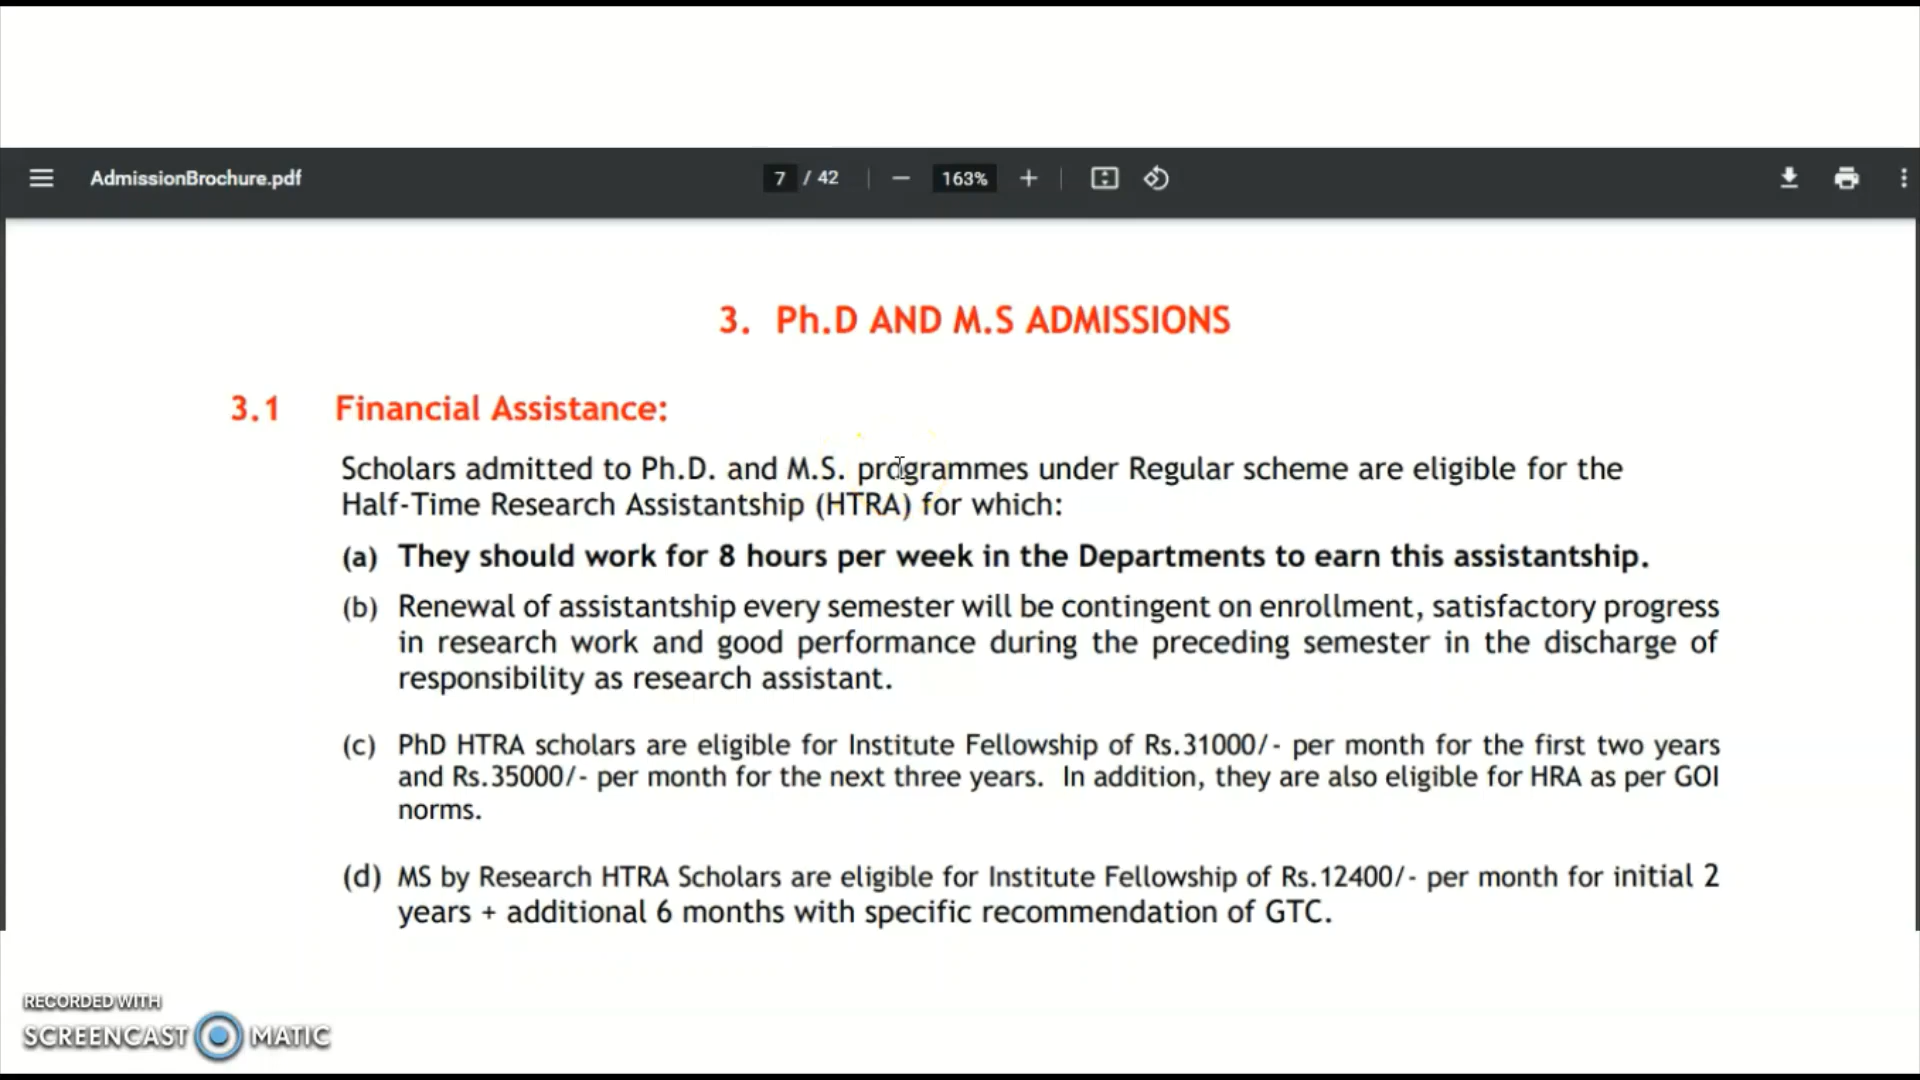 AdmissionBrochure.pdf
7 / 42
163%
3. Ph.D AND M.S ADMISSIONS
3.1 Financial Assistance:
Scholars admitted to Ph.D. and M.S. programmes under Regular scheme are eligible for the
Half-Time Research Assistantship (HTRA) for which:
(a) They should work for 8 hours per week in the Departments to earn this assistantship.
(b) Renewal of assistantship every semester will be contingent on enrollment, satisfactory progress
in research work and good performance during the preceding semester in the discharge of
responsibility as research assistant.
(c) PhD HTRA scholars are eligible for Institute Fellowship of Rs.31000/- per month for the first two years
and Rs.35000/- per month for the next three years. In addition, they are also eligible for HRA as per GOI
norms.
(d) MS by Research HTRA Scholars are eligible for Institute Fellowship of Rs.12400/- per month for initial 2
years + additional 6 months with specific recommendation of GTC.
RECORDED WITH
SCREENCAST MATIC